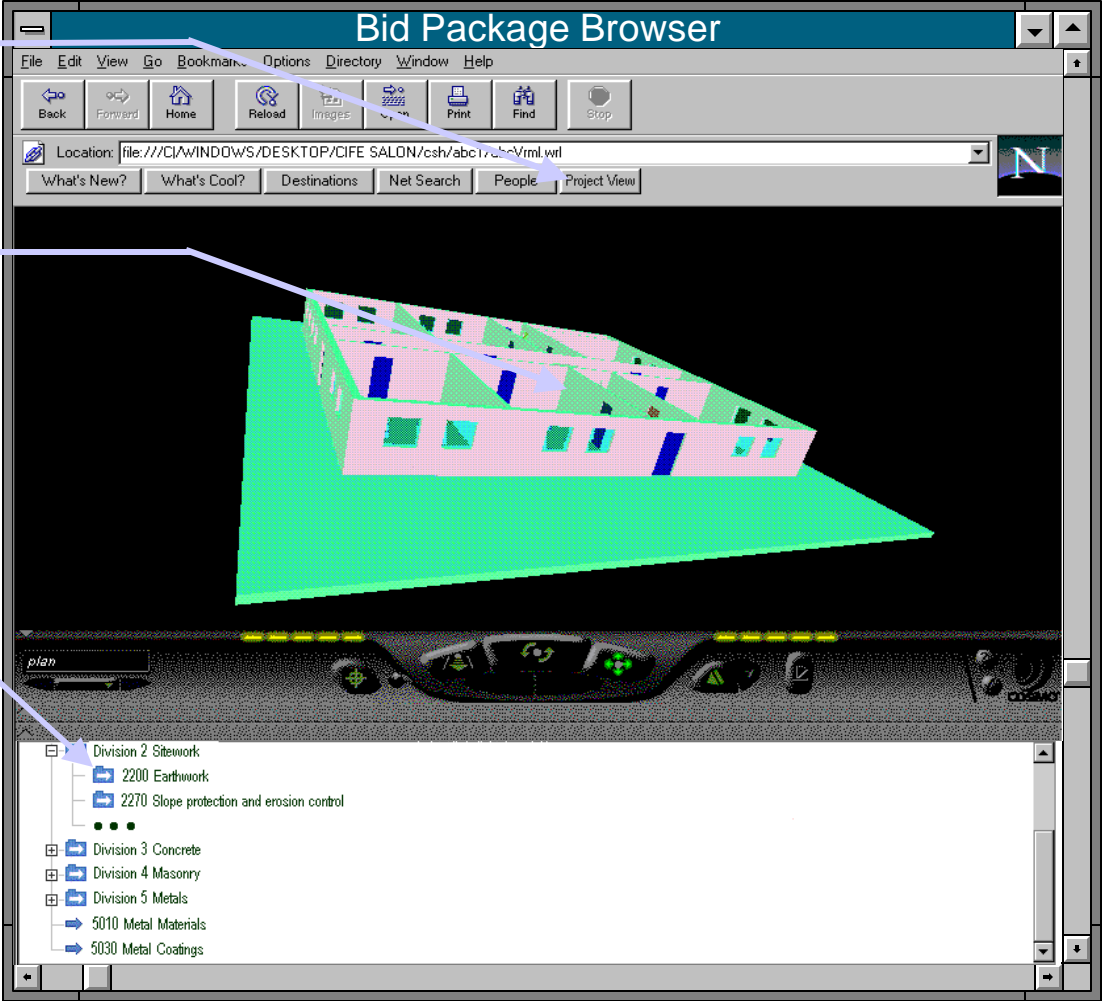 Bid Package Browser
File Edit View Go Bookmarks Options Directory Window Help
Back Forward Home Reload Images Open Print Find Stop
Location: file:///C|/WINDOWS/DESKTOP/CIFE SALON/csh/abc1/abcVrml.wrl
N
What's New? What's Cool? Destinations Net Search People Project View
plan
Division 2 Sitework
2200 Earthwork
2270 Slope protection and erosion control
Division 3 Concrete
Division 4 Masonry
Division 5 Metals
5010 Metal Materials
5030 Metal Coatings